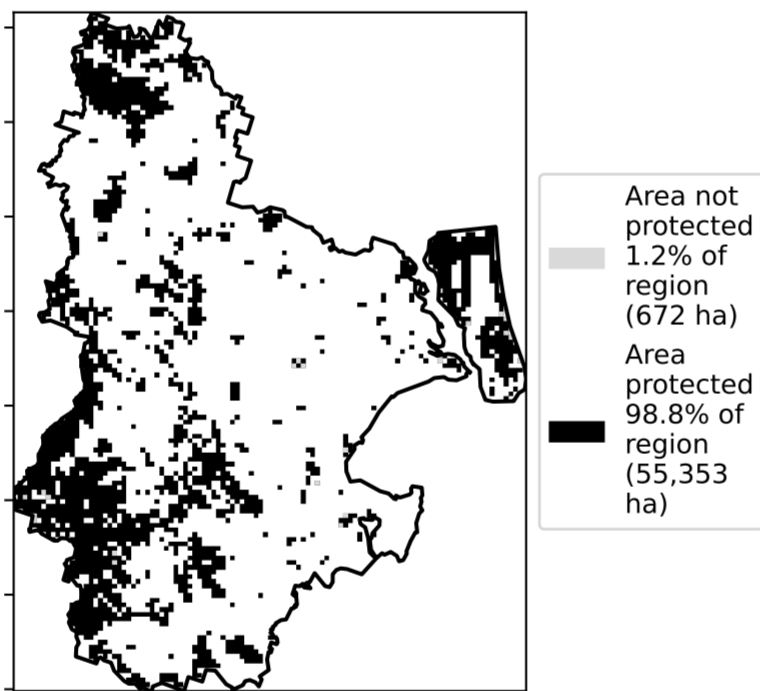 Area not
protected
1.2% of
region
(672 ha)
Area
protected
98.8% of
region
(55,353
ha)